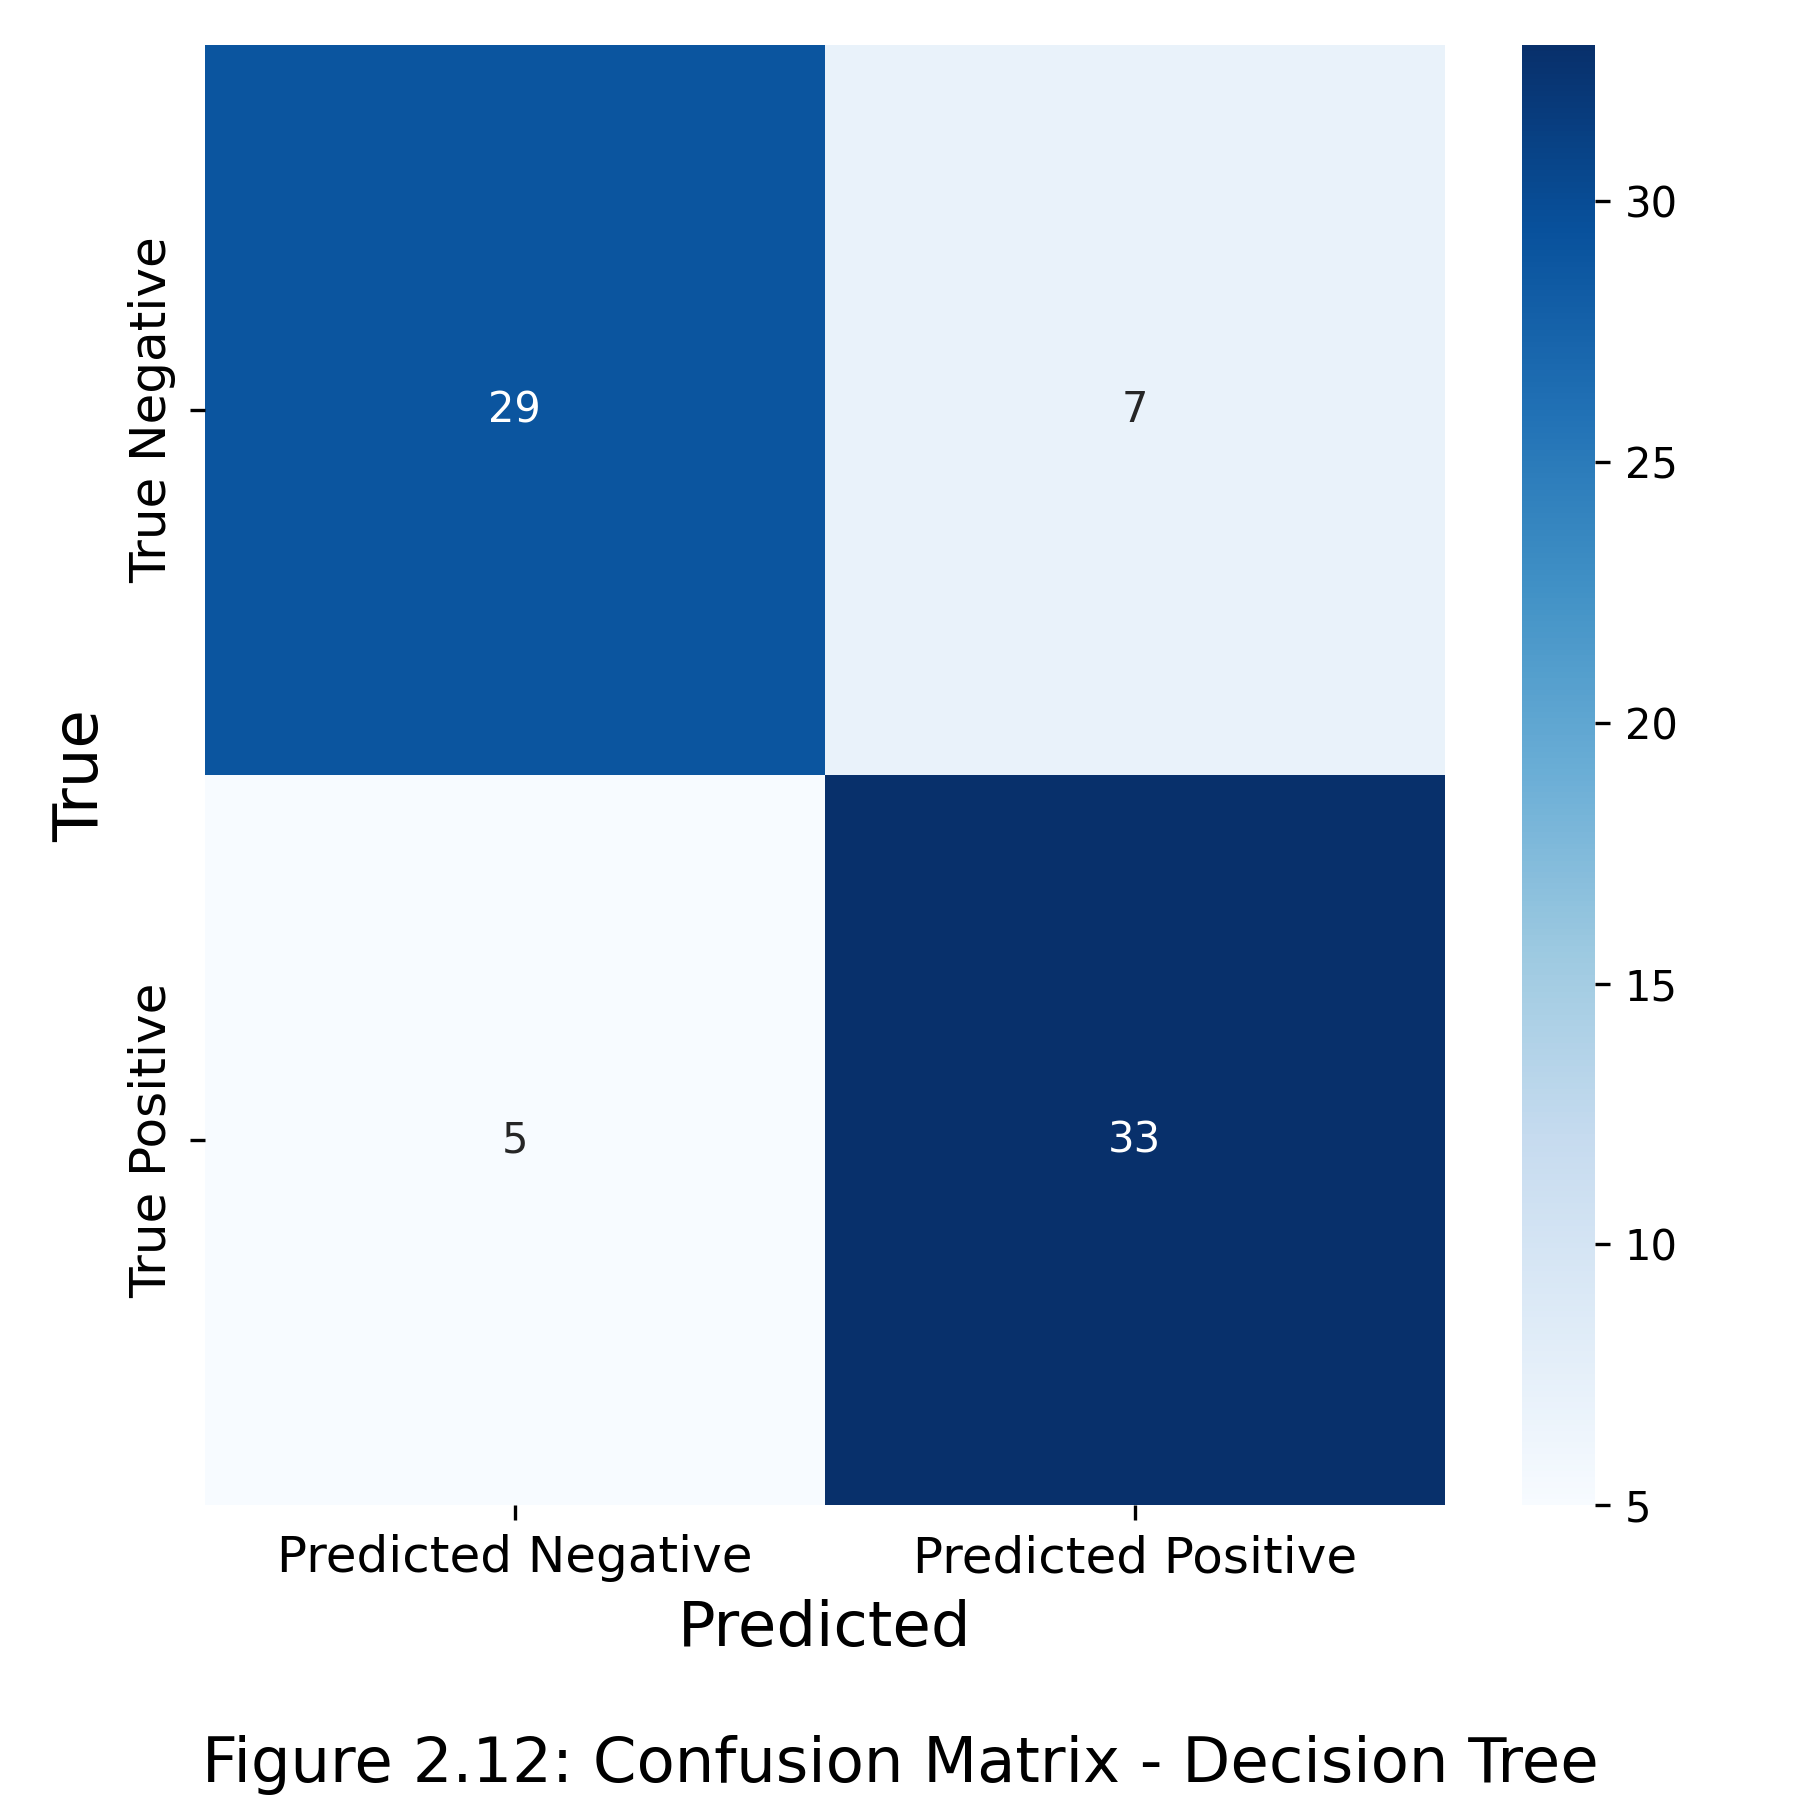 True
True Negative
29
7
True Positive
5
33
Predicted Negative
Predicted Positive
Predicted
30
25
20
15
10
5
Figure 2.12: Confusion Matrix - Decision Tree